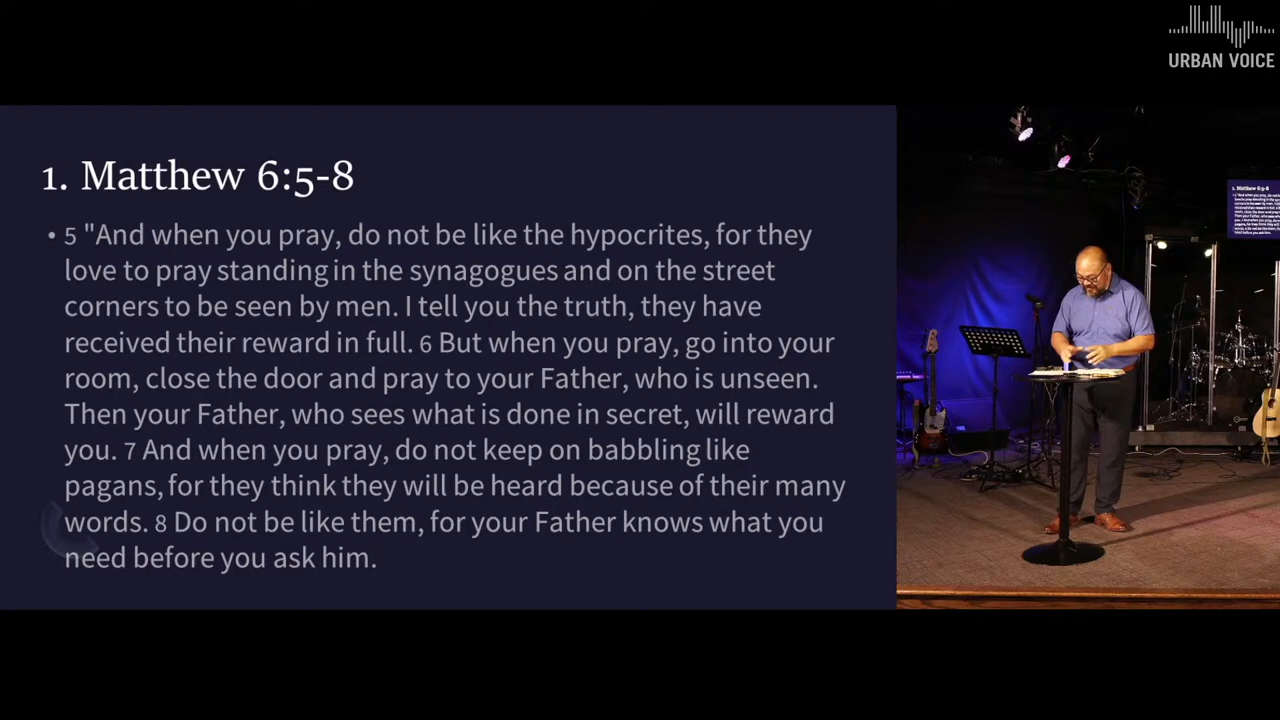 URBAN VOICE
1. Matthew 6:5-8
• 5 "And when you pray, do not be like the hypocrites, for they
love to pray standing in the synagogues and on the street
corners to be seen by men. I tell you the truth, they have
received their reward in full. 6 But when you pray, go into your
room, close the door and pray to your Father, who is unseen.
Then your Father, who sees what is done in secret, will reward
you. 7 And when you pray, do not keep on babbling like
pagans, for they think they will be heard because of their many
words. 8 Do not be like them, for your Father knows what you
need before you ask him.
1. Matthew 6:5-8